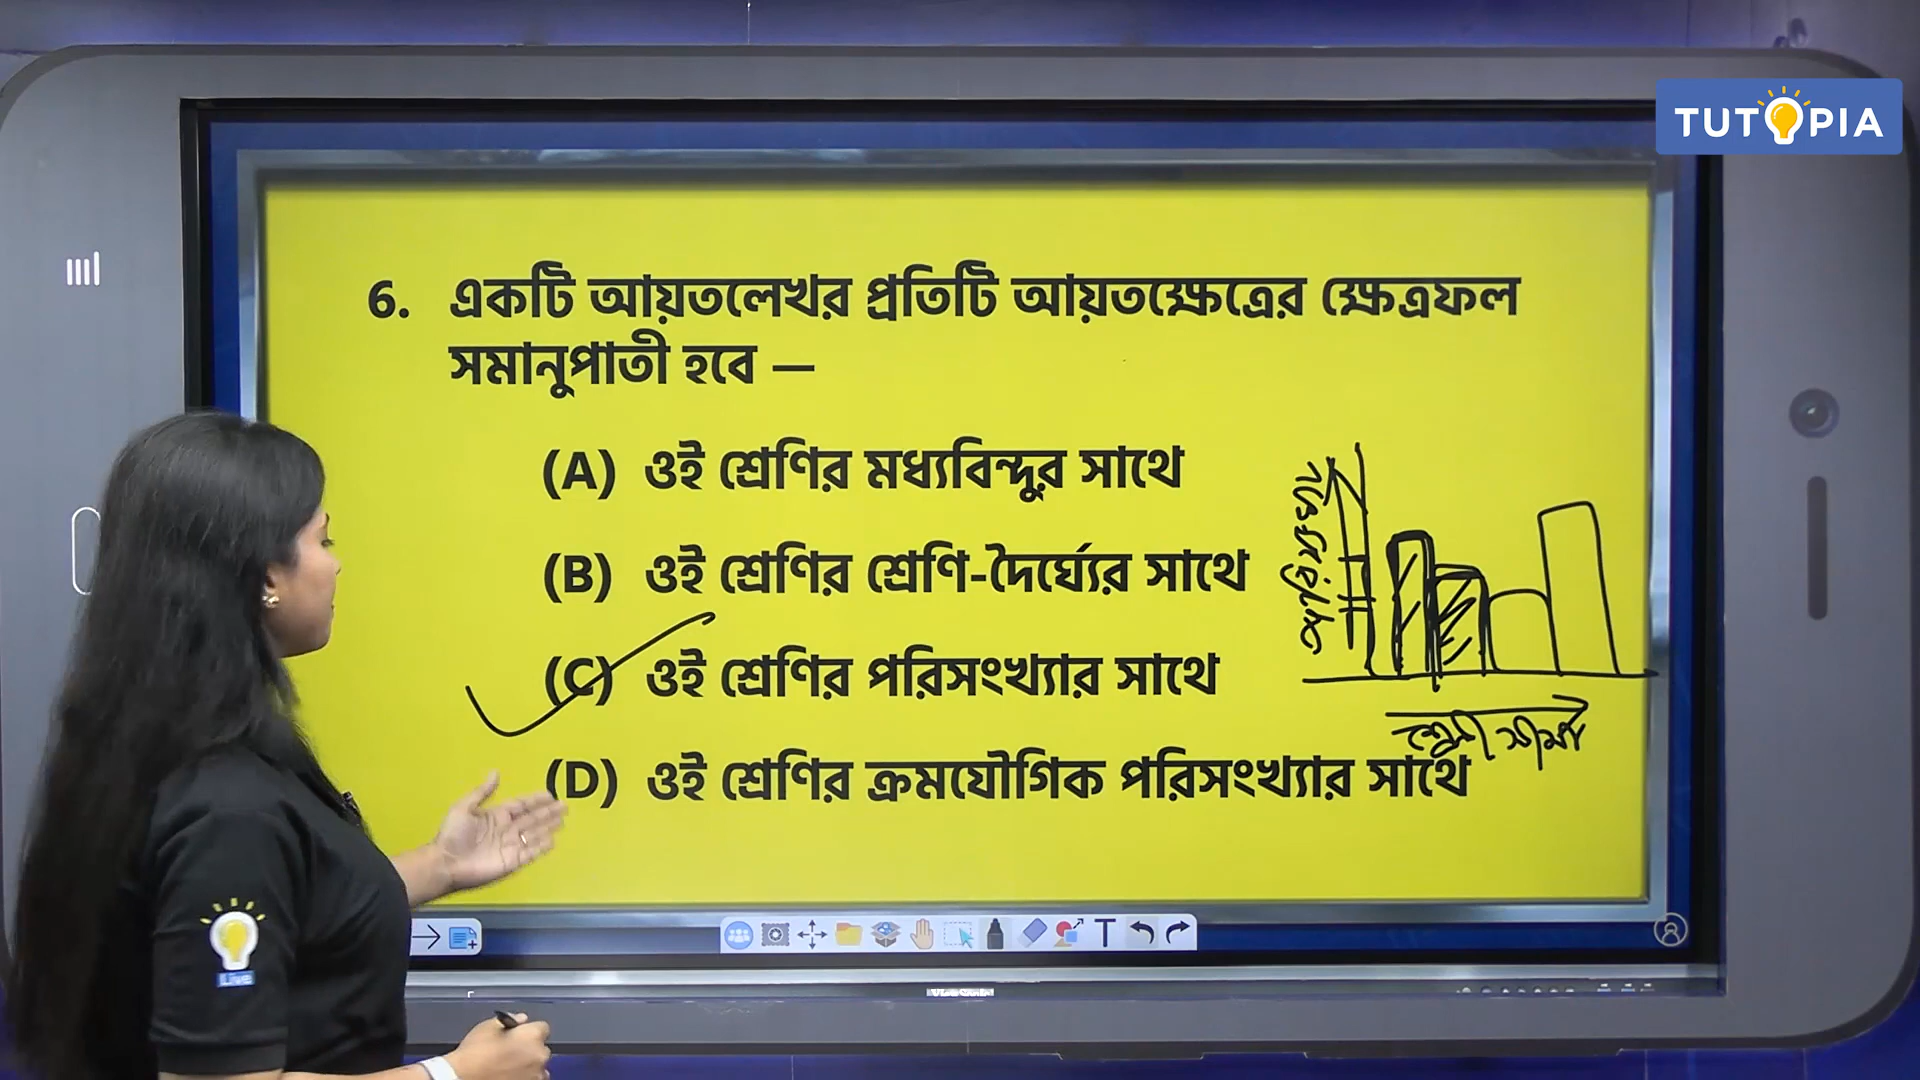 TUTOPIA
6. একটি আয়তলেখর প্রতিটি আয়তক্ষেত্রের ক্ষেত্রফল
সমানুপাতী হবে —
(A) ওই শ্রেণির মধ্যবিন্দুর সাথে
(B) ওই শ্রেণির শ্রেণি-দৈর্ঘ্যের সাথে
(C) ওই শ্রেণির পরিসংখ্যার সাথে
(D) ওই শ্রেণির ক্রমযৌগিক পরিসংখ্যার সাথে
পরিসংখ্যা
T
Live